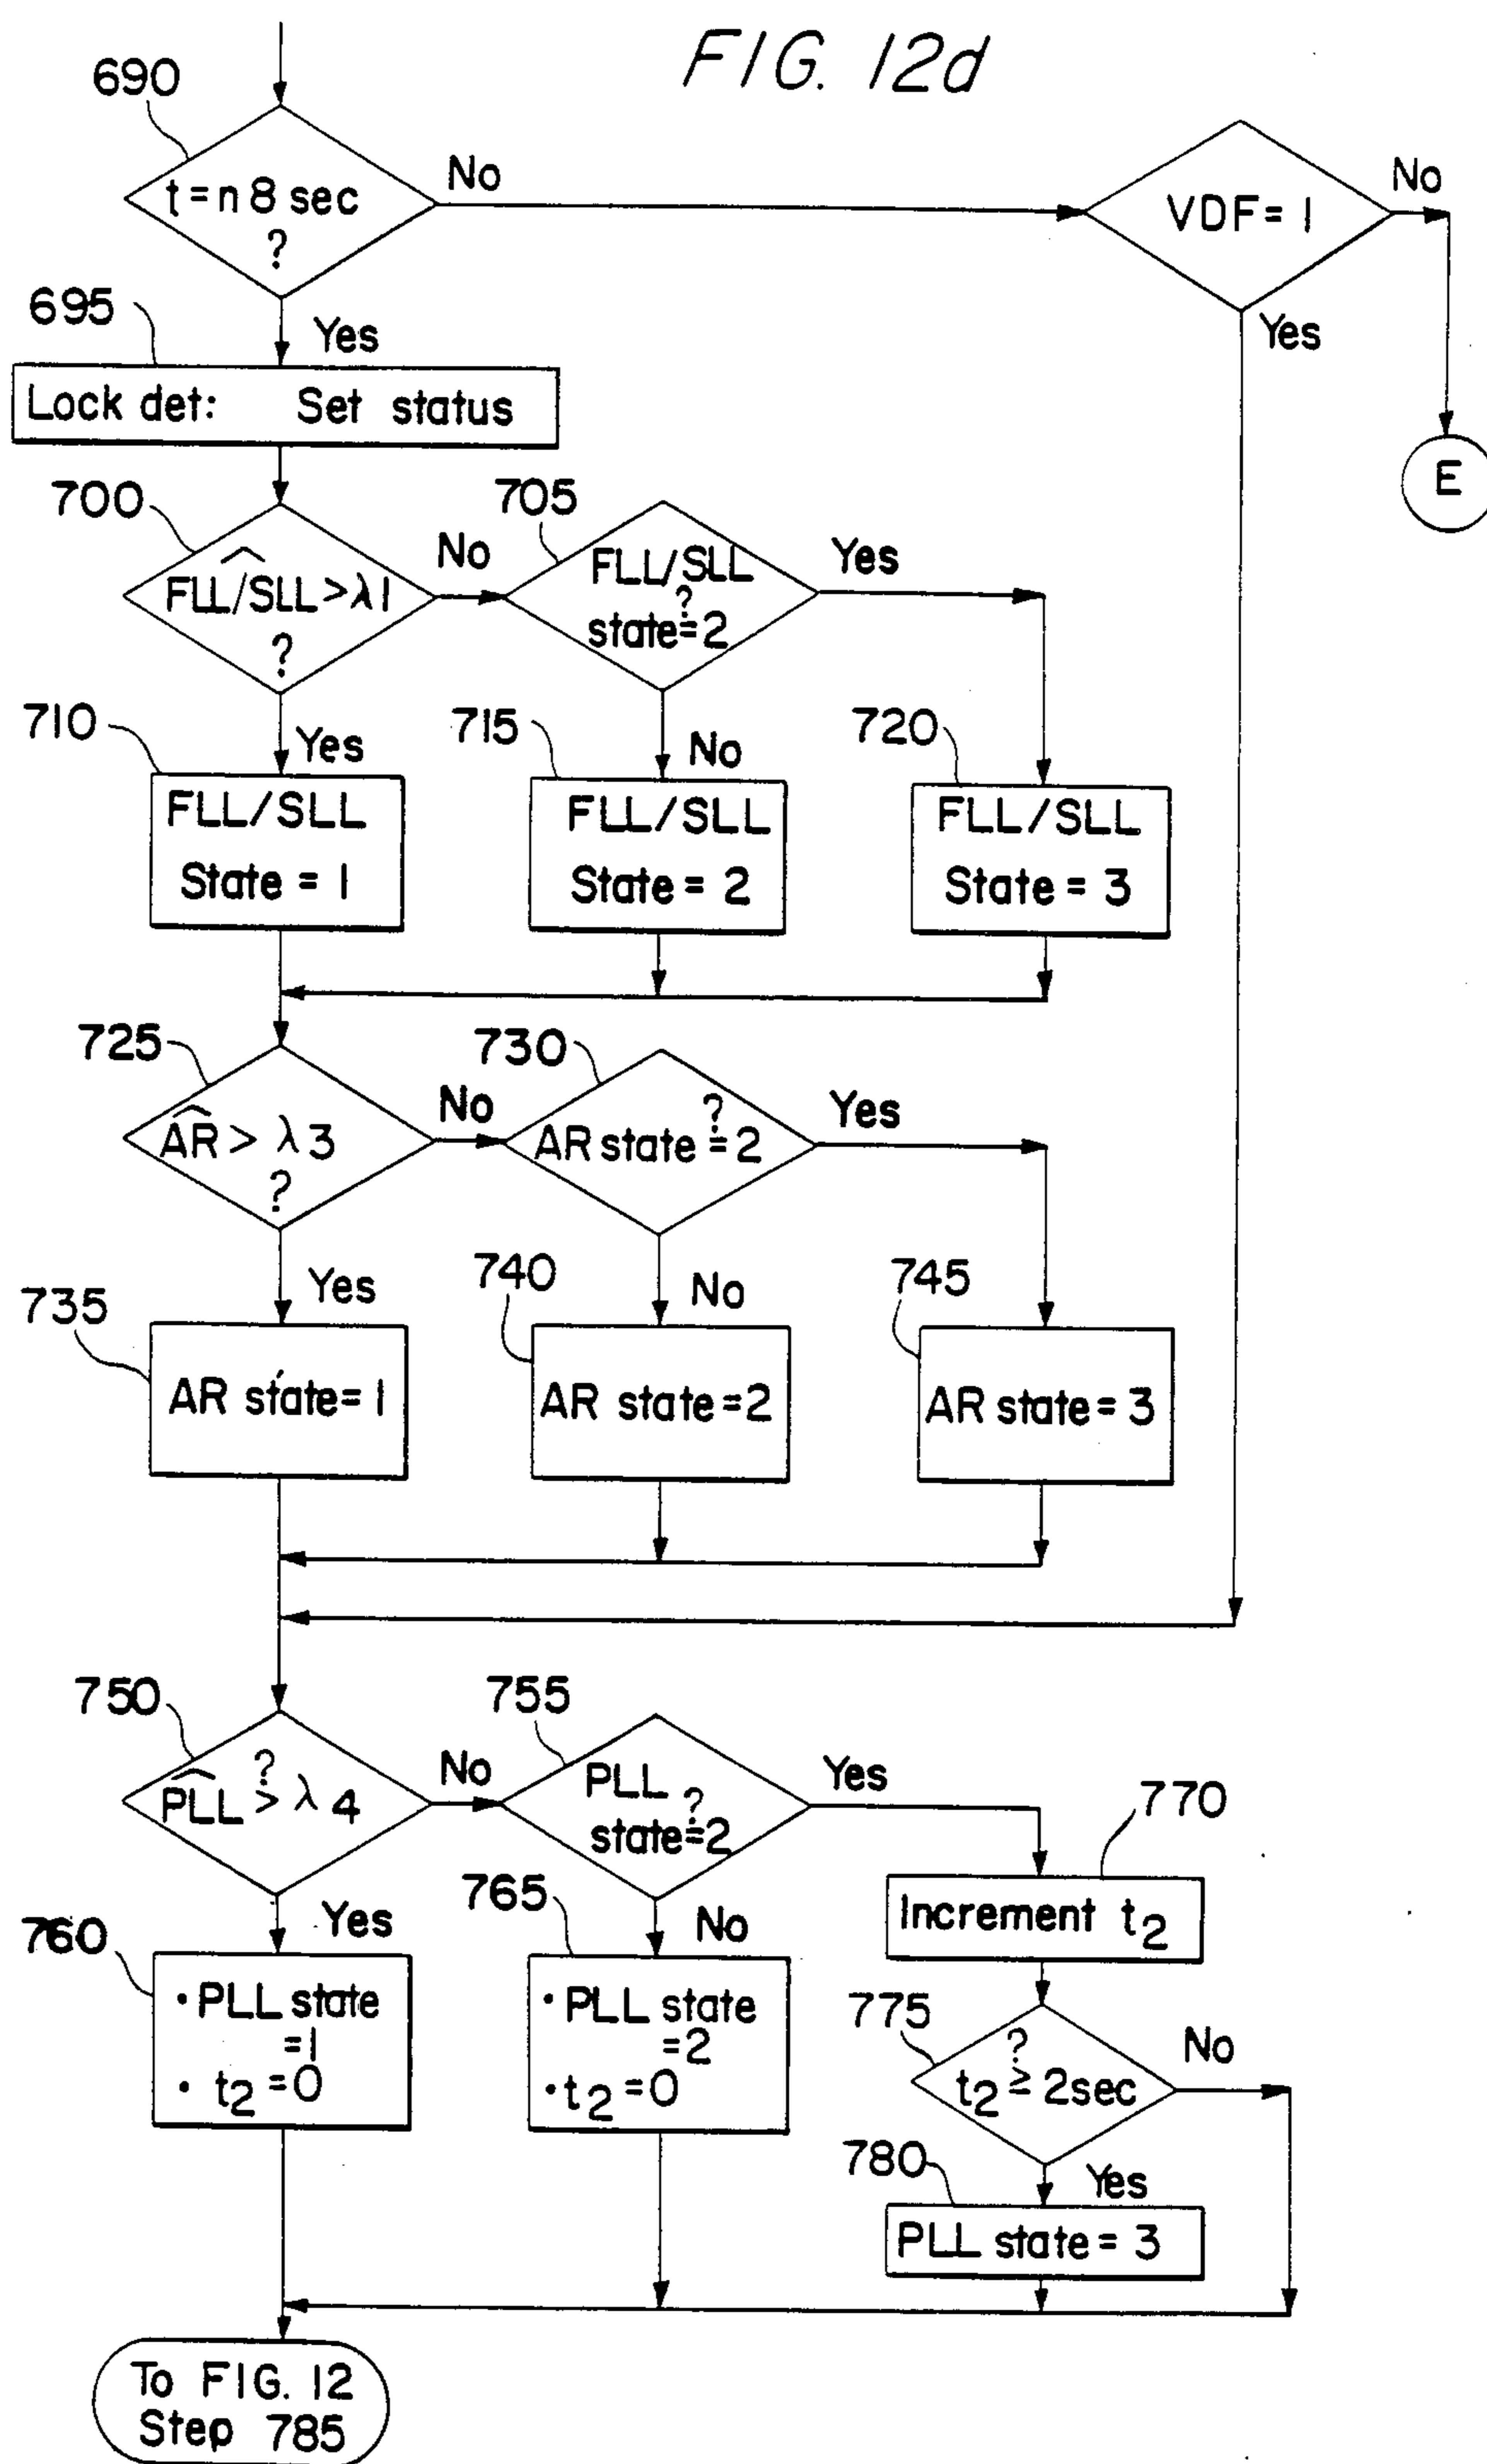 FIG. 12d
690
t=n 8 sec
?
No
VDF= 1
No
Yes
Yes
E
695
Lock det: Set status
700
FLL/SLL > λ1
?
No
705
FLL/SLL
?
state=2
Yes
710
Yes
715
No
720
FLL/SLL
State = 1
FLL/SLL
State = 2
FLL/SLL
State = 3
725
AR > λ3
?
No
730
?
AR state =2
Yes
735
Yes
740
No
745
AR state= 1
AR state =2
AR state = 3
750
?
PLL > λ4
No
755
PLL
?
state=2
Yes
770
Increment t2
760
Yes
• PLL state
=1
• t2 =0
765
No
• PLL state
=2
• t2 =0
775
?
t2 ≥ 2sec
No
780
Yes
PLL state = 3
To FIG. 12
Step 785